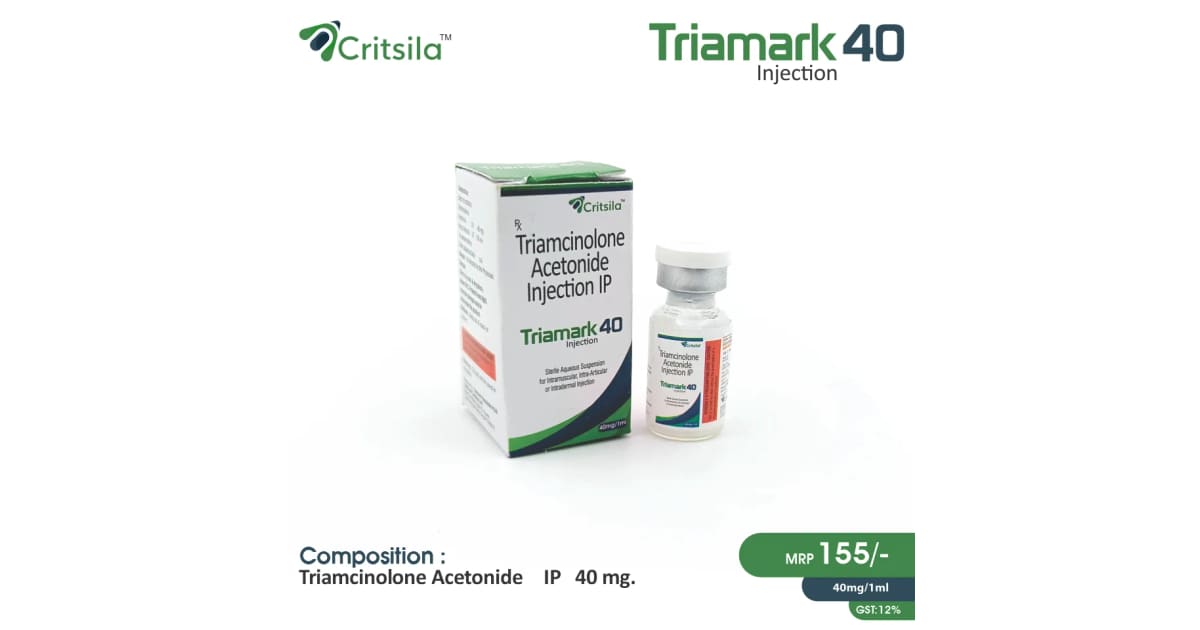 Critsila™
Triamark 40
Injection
Critsila™
Rx
Triamcinolone
Acetonide
Injection IP
Triamark 40
Injection
Sterile Aqueous Suspension
for Intramuscular, Intra-Articular
or Intradermal Injection
40mg/1ml
Critsila
Triamcinolone
Acetonide
Injection IP
Triamark 40
Composition :
Triamcinolone Acetonide IP 40 mg.
MRP 155/-
40mg/1ml
GST:12%